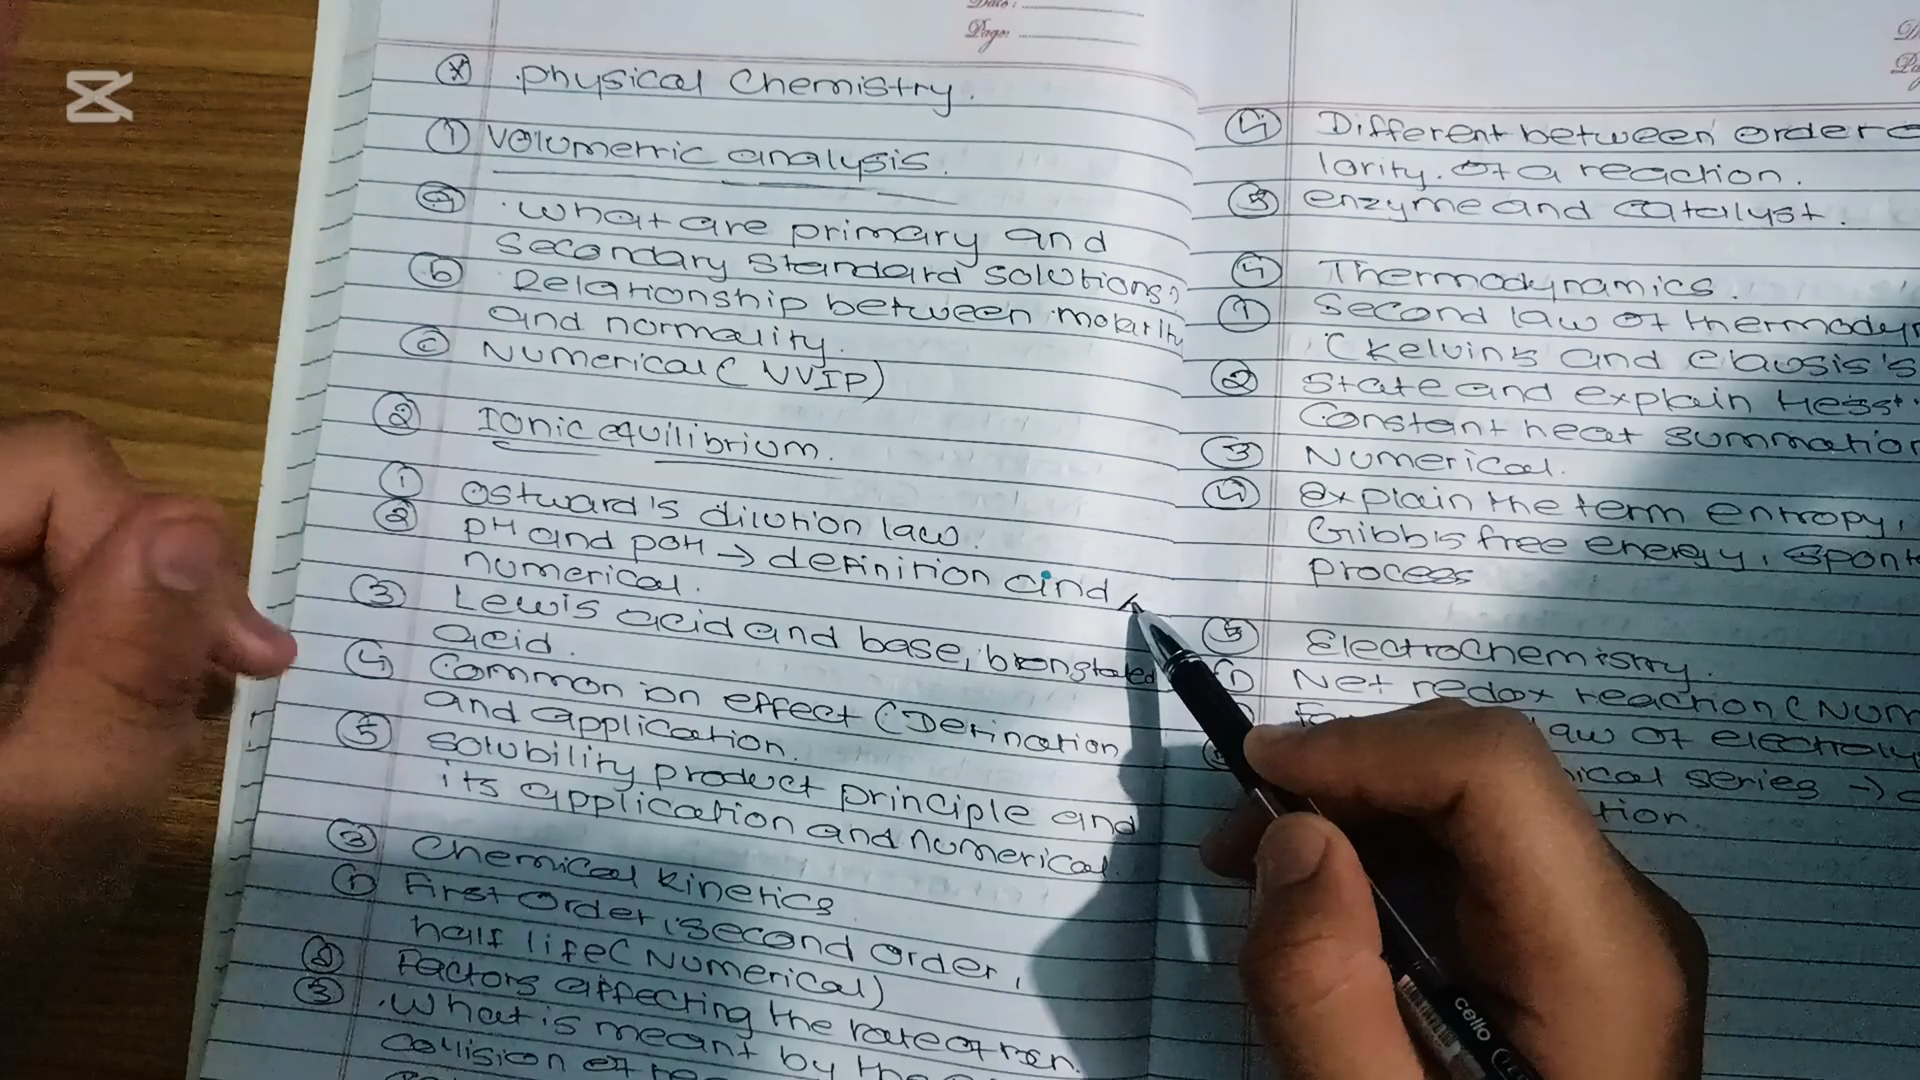 Date:
Page:
* Physical Chemistry.
① Volumetric analysis.
ⓐ What are primary and
secondary standard solutions?
ⓑ Relationship between molarity
and normality.
ⓒ Numerical (VVIP)
② Ionic equilibrium.
① Ostward's dilution law.
② pH and pOH → definition and
numerical.
③ Lewis acid and base,
acid.
④ Common ion effect (Defination
and application.
⑤ Solubility product principle and
its application and numerical.
③ Chemical kinetics
① First Order, second order,
half life (Numerical)
② Factors affecting the rate of rxn.
③ What is meant by the
collision
④ Different between order
larity. of a reaction.
⑤ enzyme and catalyst.
④ Thermodynamics.
① Second law of thermodyn
(Kelvin's and clausis's
② State and explain Hess'
Constant heat summation
③ Numerical.
④ explain the term entropy,
Gibb's free energy, spont
process
⑤ Electrochemistry.
① Net redox reaction (Num
law of electroly
ical series →
tion.
cello